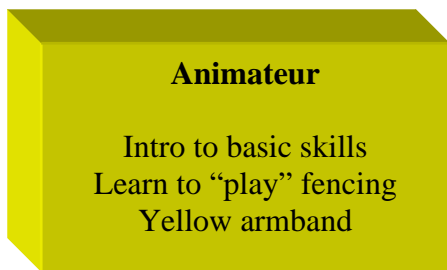 Animateur
Intro to basic skills
Learn to “play” fencing
Yellow armband